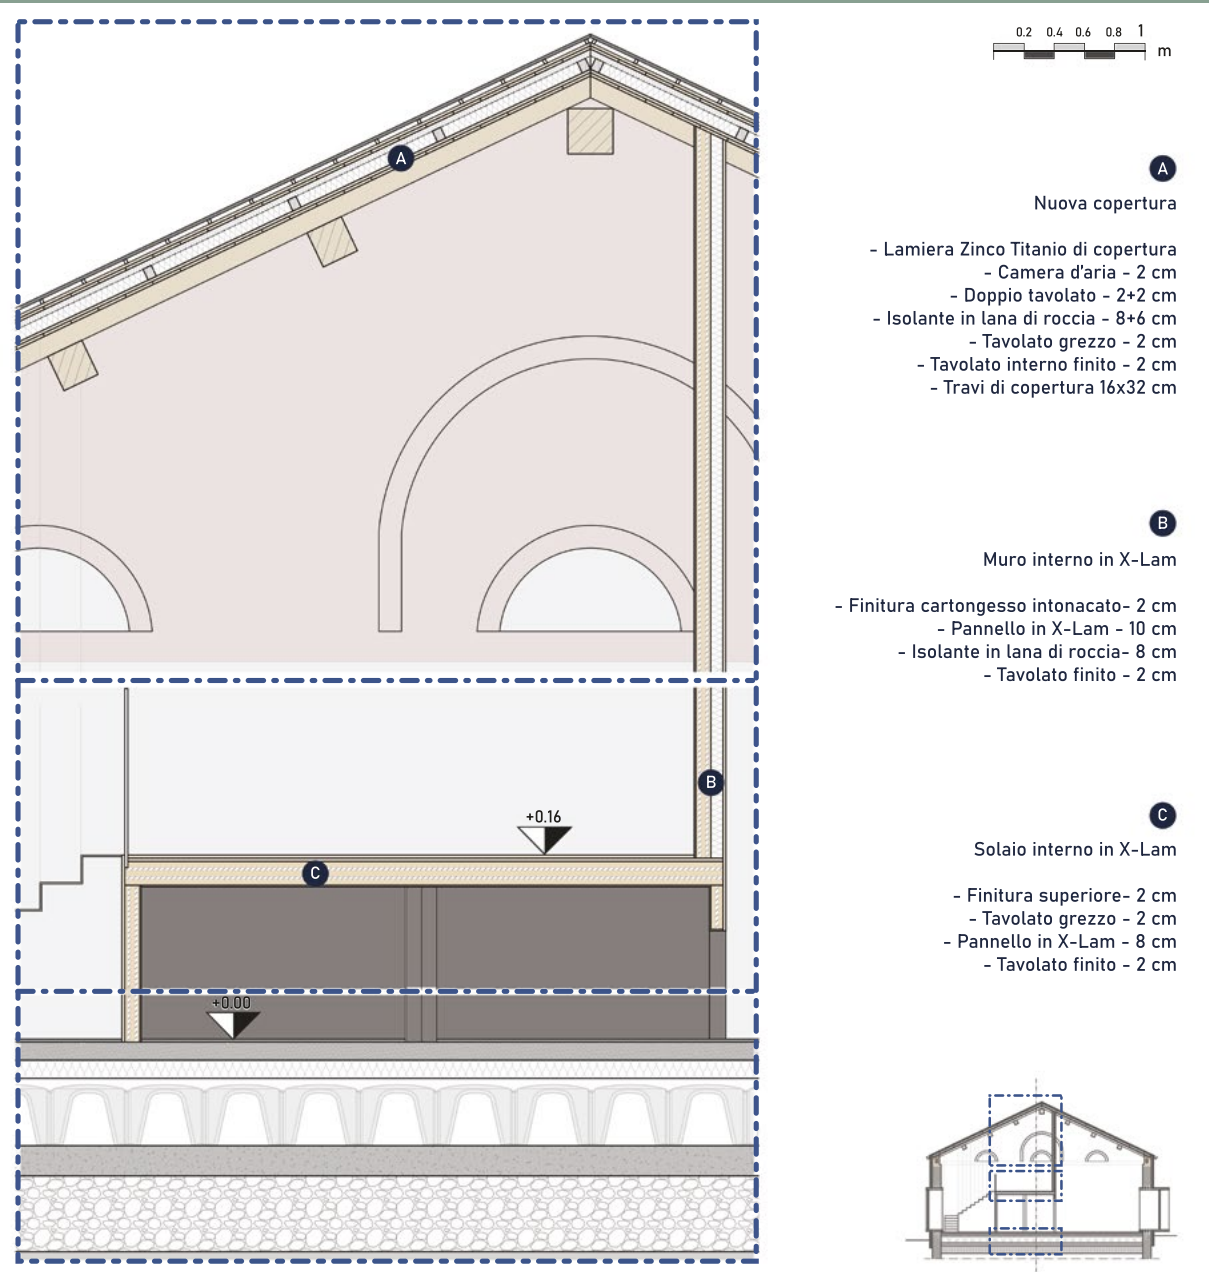 0.2 0.4 0.6 0.8 1
m
A
A
Nuova copertura
- Lamiera Zinco Titanio di copertura
- Camera d'aria - 2 cm
- Doppio tavolato - 2+2 cm
- Isolante in lana di roccia - 8+6 cm
- Tavolato grezzo - 2 cm
- Tavolato interno finito - 2 cm
- Travi di copertura 16x32 cm
B
Muro interno in X-Lam
- Finitura cartongesso intonacato- 2 cm
- Pannello in X-Lam - 10 cm
- Isolante in lana di roccia- 8 cm
- Tavolato finito - 2 cm
B
+0.16
C
C
Solaio interno in X-Lam
- Finitura superiore- 2 cm
- Tavolato grezzo - 2 cm
- Pannello in X-Lam - 8 cm
- Tavolato finito - 2 cm
+0.00